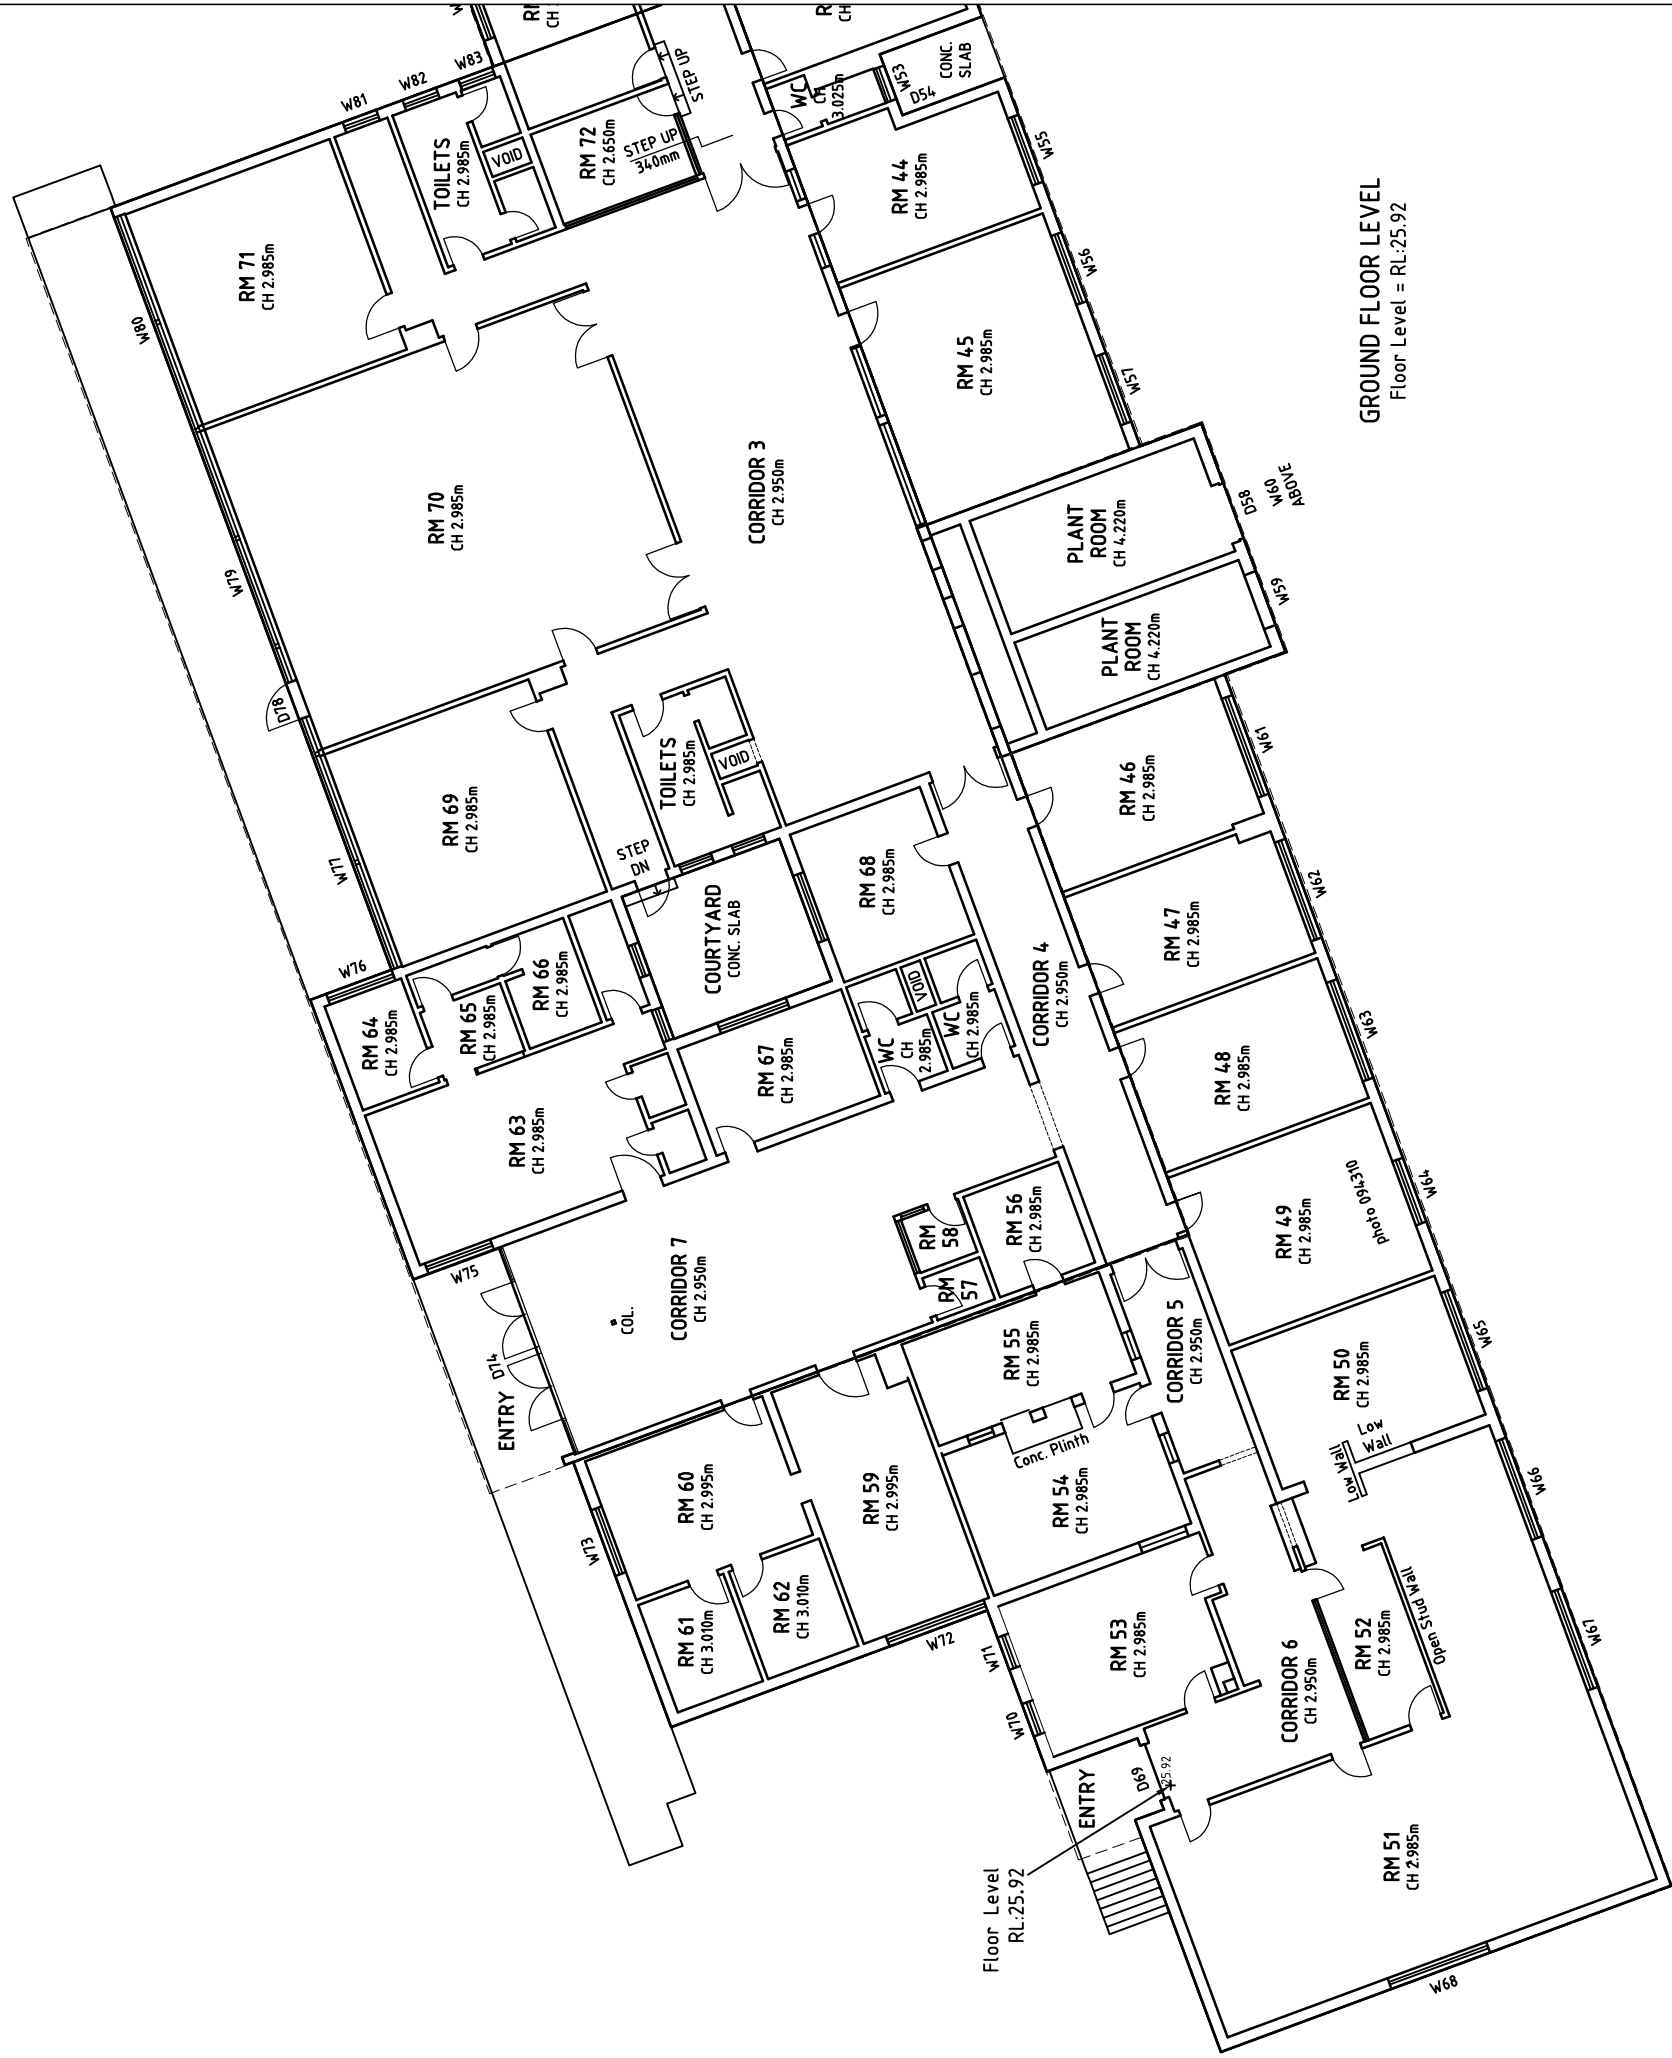 W81
W82
W83
RM 71
CH 2.985m
TOILETS
CH 2.985m
VOID
RM 72
CH 2.650m
STEP UP
340mm
STEP UP
WC
CH
3.025m
W53
D54
CONC.
SLAB
RM 44
CH 2.985m
W55
W56
RM 45
CH 2.985m
W57
GROUND FLOOR LEVEL
Floor Level = RL:25.92
W80
W79
D78
RM 70
CH 2.985m
CORRIDOR 3
CH 2.950m
PLANT
ROOM
CH 4.220m
D58
W60
ABOVE
PLANT
ROOM
CH 4.220m
W59
W77
RM 69
CH 2.985m
TOILETS
CH 2.985m
VOID
STEP
DN
COURTYARD
CONC. SLAB
RM 68
CH 2.985m
RM 46
CH 2.985m
W61
RM 47
CH 2.985m
W62
W76
RM 64
CH 2.985m
RM 65
CH 2.985m
RM 66
CH 2.985m
RM 67
CH 2.985m
WC
CH
2.985m
VOID
WC
CH 2.985m
CORRIDOR 4
CH 2.950m
RM 48
CH 2.985m
W63
RM 63
CH 2.985m
W75
CORRIDOR 7
CH 2.950m
COL.
D74
ENTRY
RM
58
RM
57
RM 56
CH 2.985m
RM 49
CH 2.985m
photo 094310
W64
RM 55
CH 2.985m
CORRIDOR 5
CH 2.950m
RM 50
CH 2.985m
W65
Low
Wall
Low Wall
Conc. Plinth
RM 54
CH 2.985m
RM 60
CH 2.995m
RM 59
CH 2.995m
W73
RM 61
CH 3.010m
RM 62
CH 3.010m
W72
W71
W70
RM 53
CH 2.985m
CORRIDOR 6
CH 2.950m
RM 52
CH 2.985m
Open Stud Wall
W66
W67
ENTRY
D69
25.92
Floor Level
RL:25.92
RM 51
CH 2.985m
W68